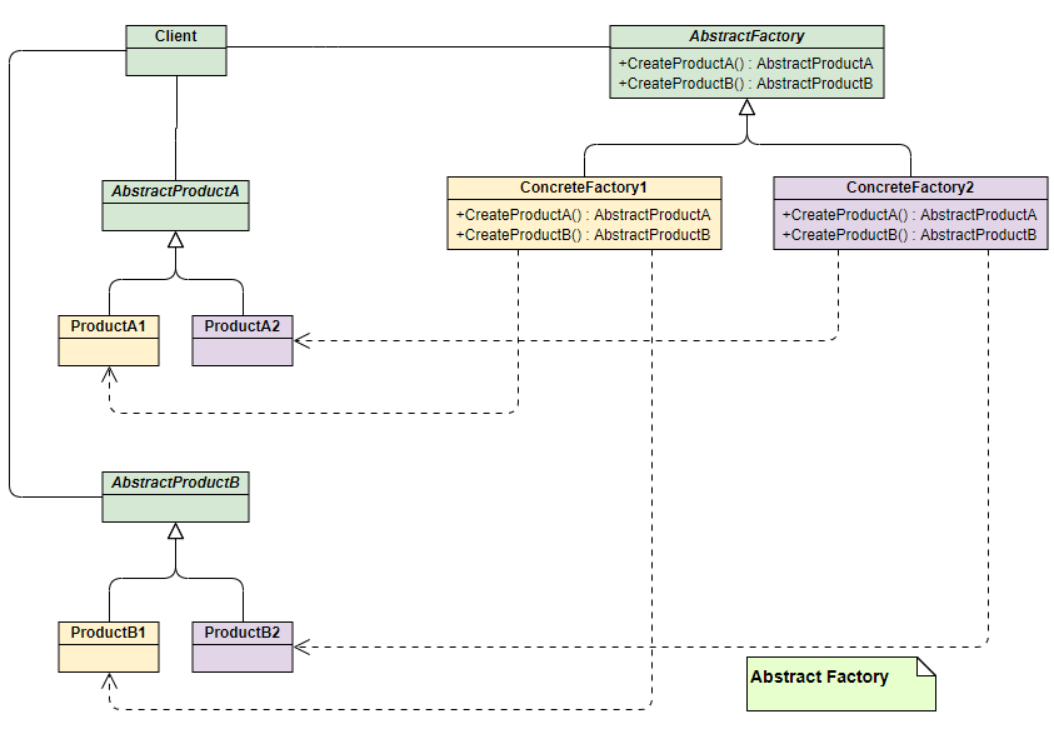 Client
AbstractFactory
+CreateProductA() : AbstractProductA
+CreateProductB() : AbstractProductB
AbstractProductA
ConcreteFactory1
+CreateProductA() : AbstractProductA
+CreateProductB() : AbstractProductB
ConcreteFactory2
+CreateProductA() : AbstractProductA
+CreateProductB() : AbstractProductB
ProductA1
ProductA2
AbstractProductB
ProductB1
ProductB2
Abstract Factory